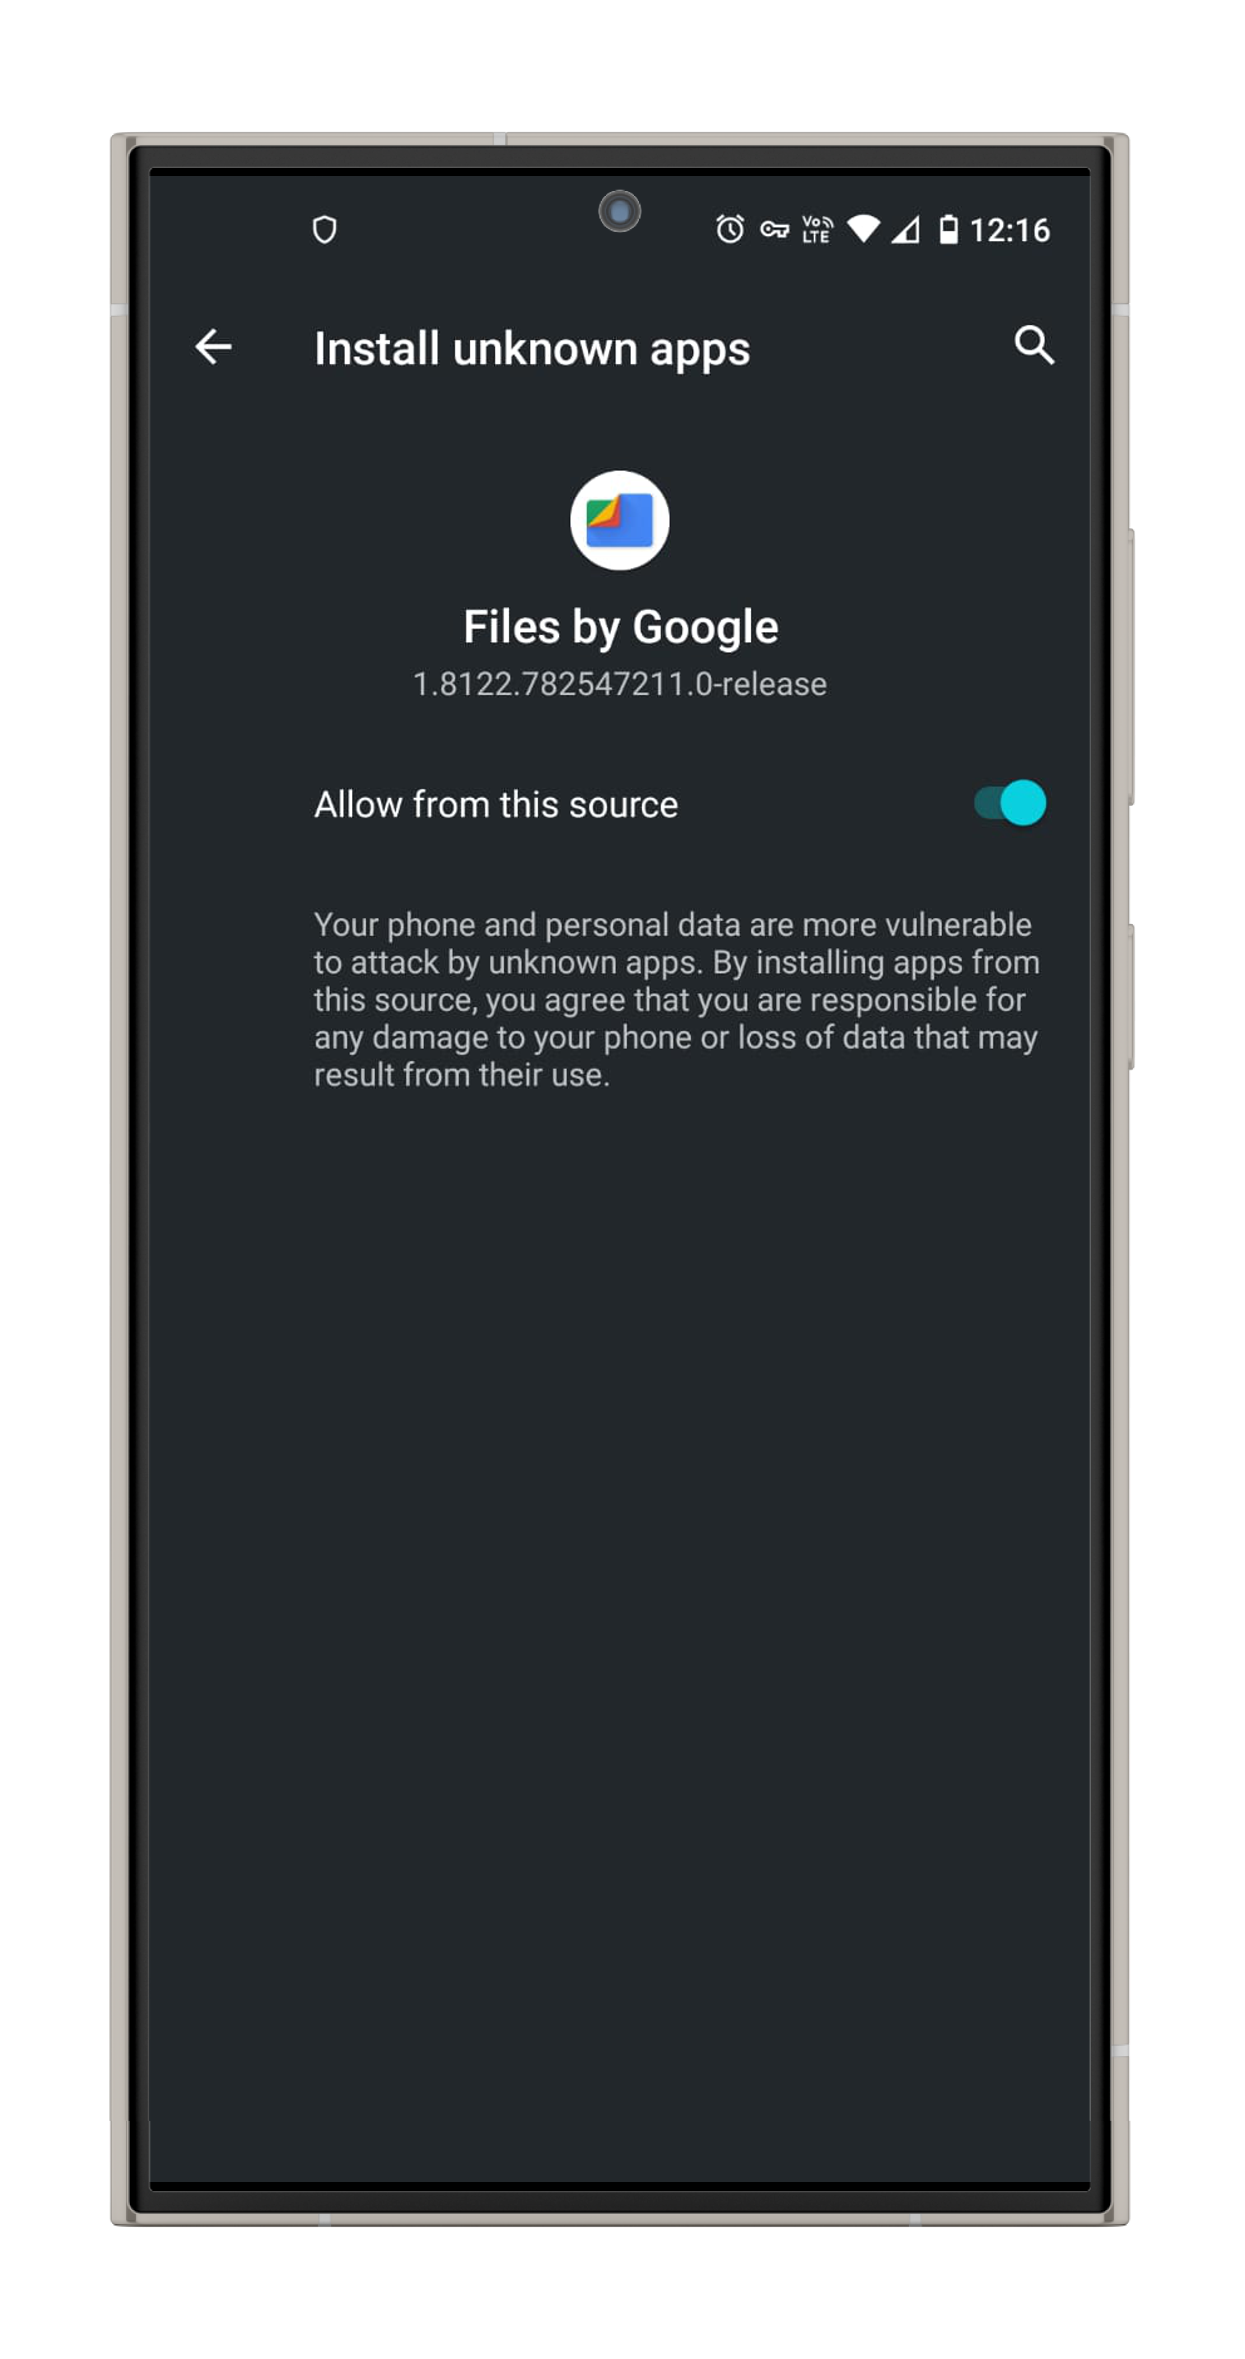 Vo)) LTE 12:16
Install unknown apps
Files by Google
1.8122.782547211.0-release
Allow from this source
Your phone and personal data are more vulnerable
to attack by unknown apps. By installing apps from
this source, you agree that you are responsible for
any damage to your phone or loss of data that may
result from their use.